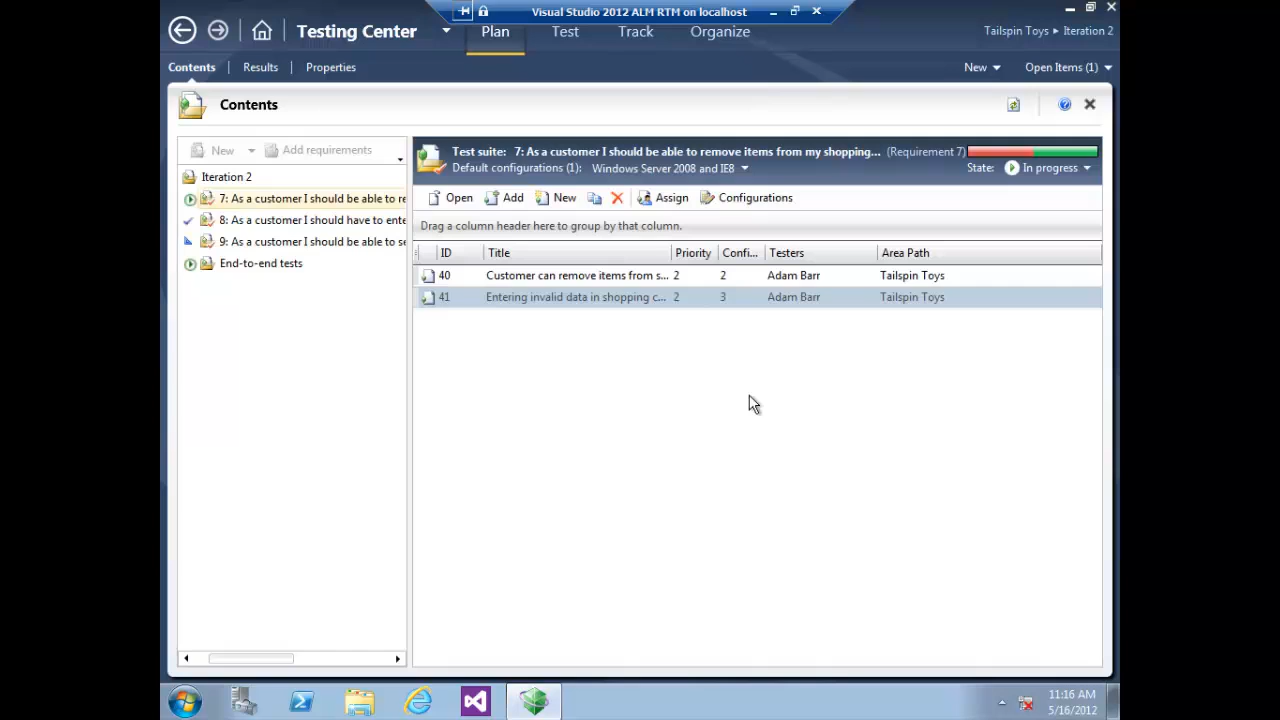 Visual Studio 2012 ALM RTM on localhost
Testing Center
Plan
Test
Track
Organize
Tailspin Toys ▸ Iteration 2
Contents
Results
Properties
New
Open Items (1)
Contents
New
Add requirements
Iteration 2
7: As a customer I should be able to re
8: As a customer I should have to ente
9: As a customer I should be able to se
End-to-end tests
Test suite: 7: As a customer I should be able to remove items from my shopping... (Requirement 7)
Default configurations (1): Windows Server 2008 and IE8
State: In progress
Open
Add
New
Assign
Configurations
Drag a column header here to group by that column.
ID Title Priority Confi... Testers Area Path
40 Customer can remove items from s... 2 2 Adam Barr Tailspin Toys
41 Entering invalid data in shopping c... 2 3 Adam Barr Tailspin Toys
11:16 AM
5/16/2012